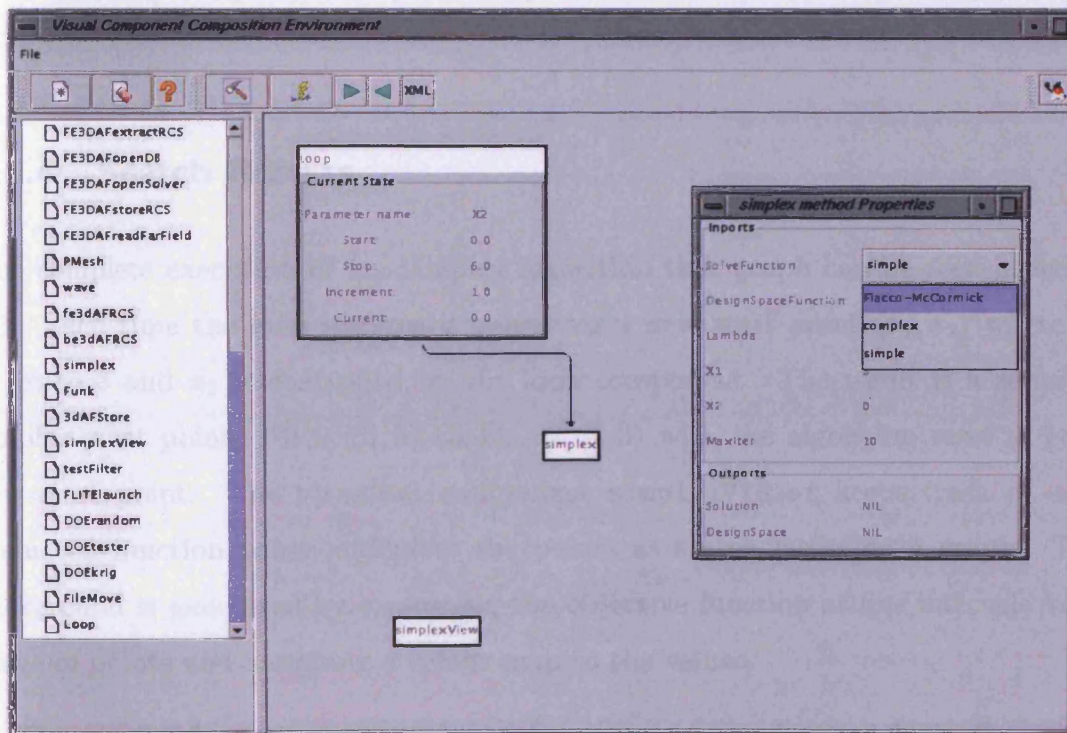 Visual Component Composition Environment
File
XML
FE3DAFextractRCS
FE3DAFopenDB
FE3DAFopenSolver
FE3DAFstoreRCS
FE3DAFreadFarField
PMesh
wave
fe3dAFRCS
be3dAFRCS
simplex
Funk
3dAFStore
simplexView
testFilter
FLITElaunch
DOErandom
DOEtester
DOEkrig
FileMove
Loop
Loop
Current State
Parameter name X2
Start: 0.0
Stop: 6.0
Increment: 1.0
Current: 0.0
simplex
simplexView
simplex method Properties
Inports
SolveFunction simple
DesignSpaceFunction Fiacco-McCormick
complex
Lambda
simple
X1
X2 0
MaxIter 10
Outports
Solution NIL
DesignSpace NIL